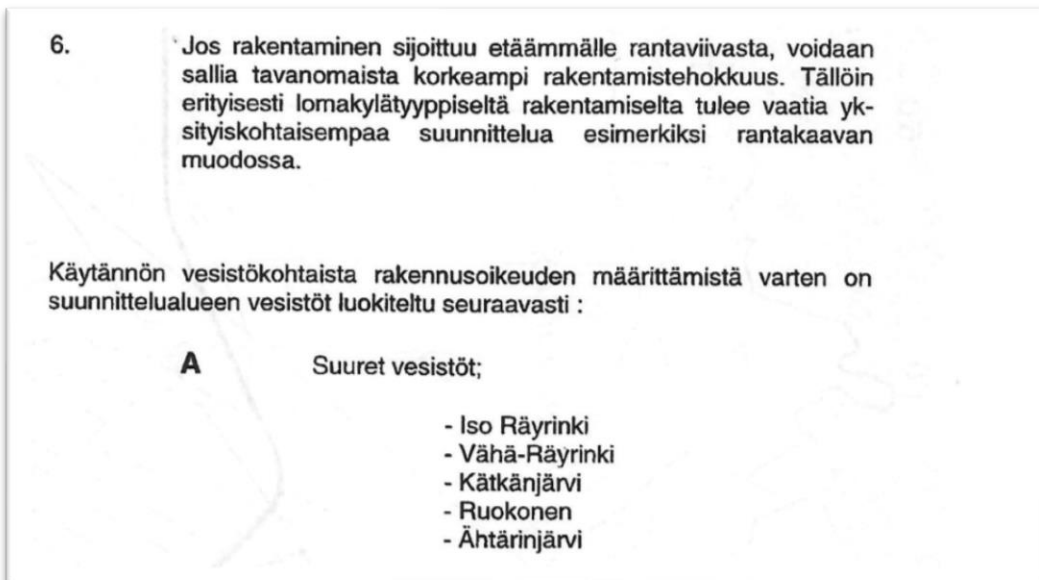 6. Jos rakentaminen sijoittuu etäämmälle rantaviivasta, voidaan
sallia tavanomaista korkeampi rakentamistehokkuus. Tällöin
erityisesti lomakylätyyppiseltä rakentamiselta tulee vaatia yk-
sityiskohtaisempaa suunnittelua esimerkiksi rantakaavan
muodossa.
Käytännön vesistökohtaista rakennusoikeuden määrittämistä varten on
suunnittelualueen vesistöt luokiteltu seuraavasti :
A Suuret vesistöt;
- Iso Räyrinki
- Vähä-Räyrinki
- Kätkänjärvi
- Ruokonen
- Ähtärinjärvi